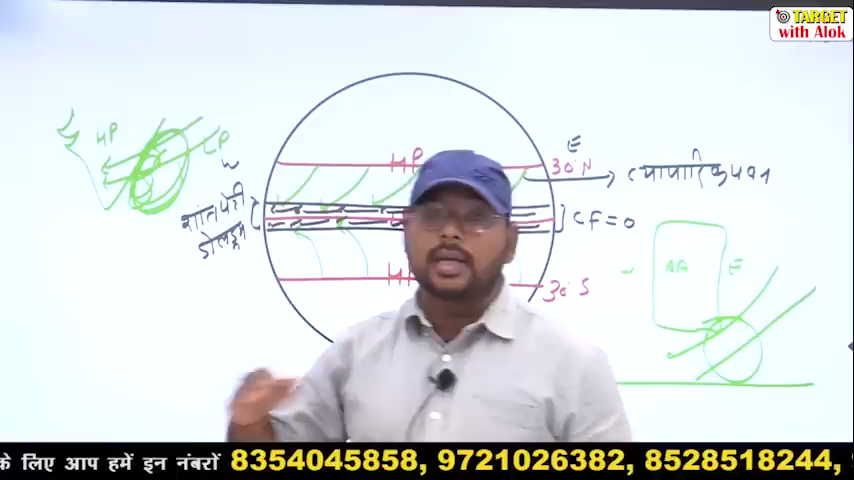 TARGET
with Alok
HP
LP
W
HP
E
30° N
व्यापारिक पवन
शान्तपेटी
डोलड्रम
CF = 0
HP
30° S
E
के लिए आप हमें इन नंबरों 8354045858, 9721026382, 8528518244,